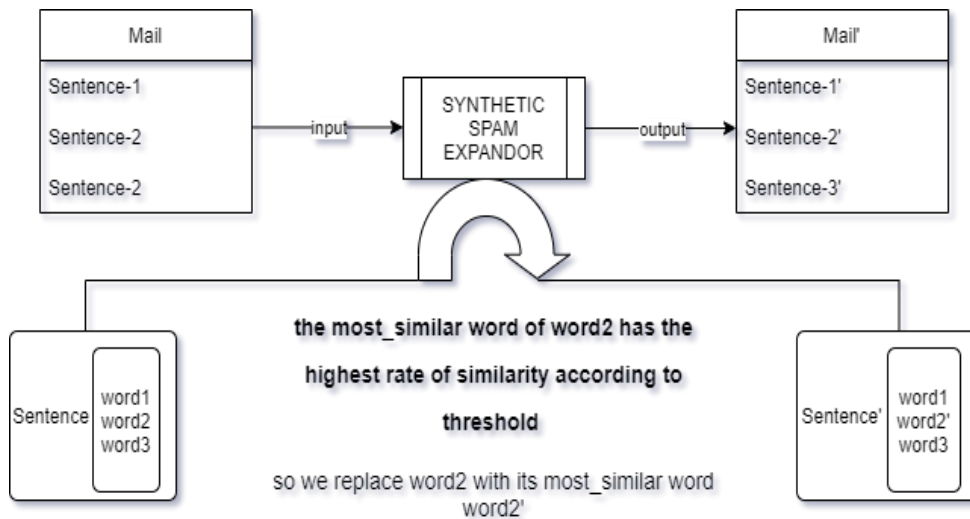 Mail
Sentence-1
Sentence-2
Sentence-2
input
SYNTHETIC
SPAM
EXPANDOR
output
Mail'
Sentence-1'
Sentence-2'
Sentence-3'
the most_similar word of word2 has the
highest rate of similarity according to
threshold
so we replace word2 with its most_similar word
word2'
Sentence
word1
word2
word3
Sentence'
word1
word2'
word3